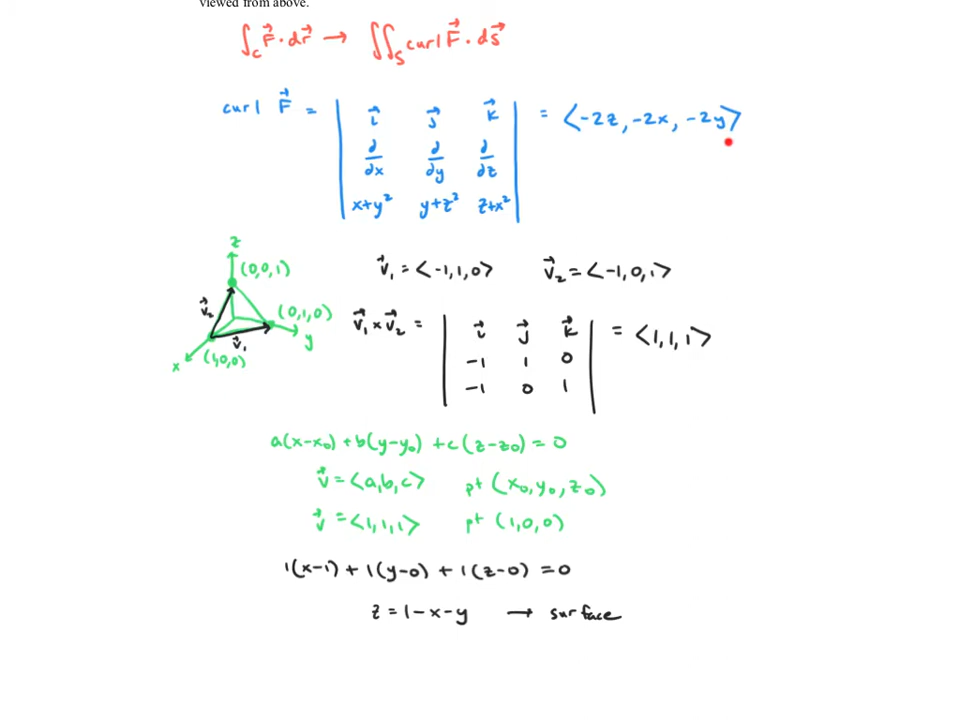 viewed from above.
∫_C F⃗ · dr⃗ → ∬_S curl F⃗ · ds⃗
curl F⃗ = | i⃗ j⃗ k⃗ | = <-2z, -2x, -2y>
∂/∂x ∂/∂y ∂/∂z
x+y² y+z² z+x²
z
(0,0,1)
v⃗₁ = <-1,1,0> v⃗₂ = <-1,0,1>
v⃗₂
(0,1,0)
y
v⃗₁
x
(1,0,0)
v⃗₁ × v⃗₂ = | i⃗ j⃗ k⃗ | = <1,1,1>
-1 1 0
-1 0 1
a(x-x₀) + b(y-y₀) + c(z-z₀) = 0
v⃗ = <a,b,c> pt (x₀,y₀,z₀)
v⃗ = <1,1,1> pt (1,0,0)
1(x-1) + 1(y-0) + 1(z-0) = 0
z = 1-x-y → surface